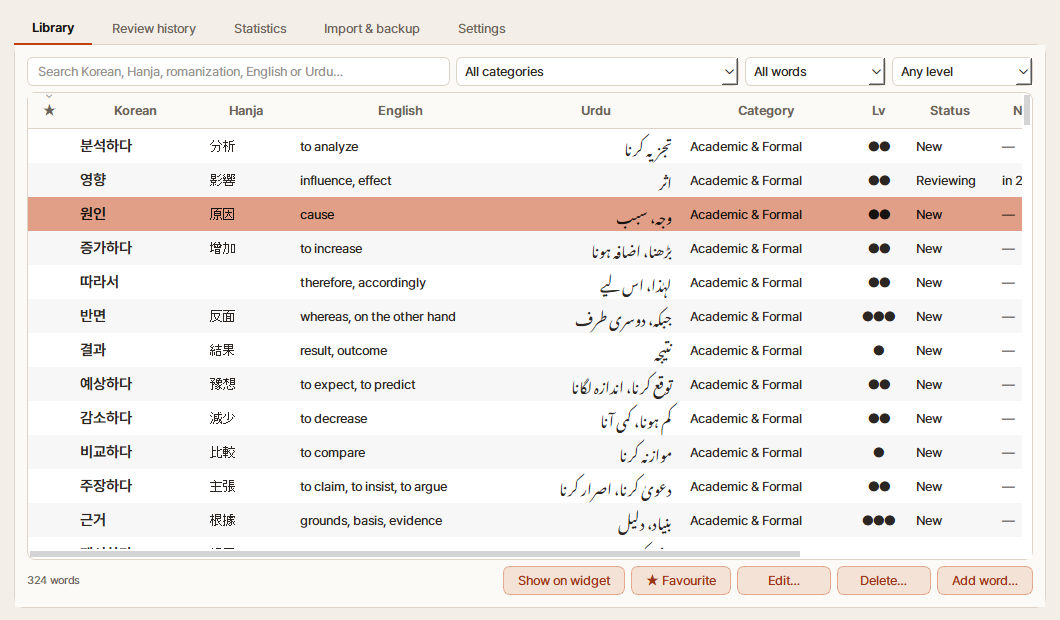 Library Review history Statistics Import & backup Settings
Search Korean, Hanja, romanization, English or Urdu... All categories All words Any level
★ Korean Hanja English Urdu Category Lv Status N
분석하다 分析 to analyze تجزیہ کرنا Academic & Formal ●● New —
영향 影響 influence, effect اثر Academic & Formal ●● Reviewing in 2
원인 原因 cause وجہ، سبب Academic & Formal ●● New —
증가하다 增加 to increase بڑھنا، اضافہ ہونا Academic & Formal ●● New —
따라서 therefore, accordingly لہٰذا، اس لیے Academic & Formal ●● New —
반면 反面 whereas, on the other hand جبکہ، دوسری طرف Academic & Formal ●●● New —
결과 結果 result, outcome نتیجہ Academic & Formal ● New —
예상하다 豫想 to expect, to predict توقع کرنا، اندازہ لگانا Academic & Formal ●● New —
감소하다 減少 to decrease کم ہونا، کمی آنا Academic & Formal ●● New —
비교하다 比較 to compare موازنہ کرنا Academic & Formal ● New —
주장하다 主張 to claim, to insist, to argue دعویٰ کرنا، اصرار کرنا Academic & Formal ●● New —
근거 根據 grounds, basis, evidence بنیاد، دلیل Academic & Formal ●●● New —
324 words Show on widget ★ Favourite Edit... Delete... Add word...